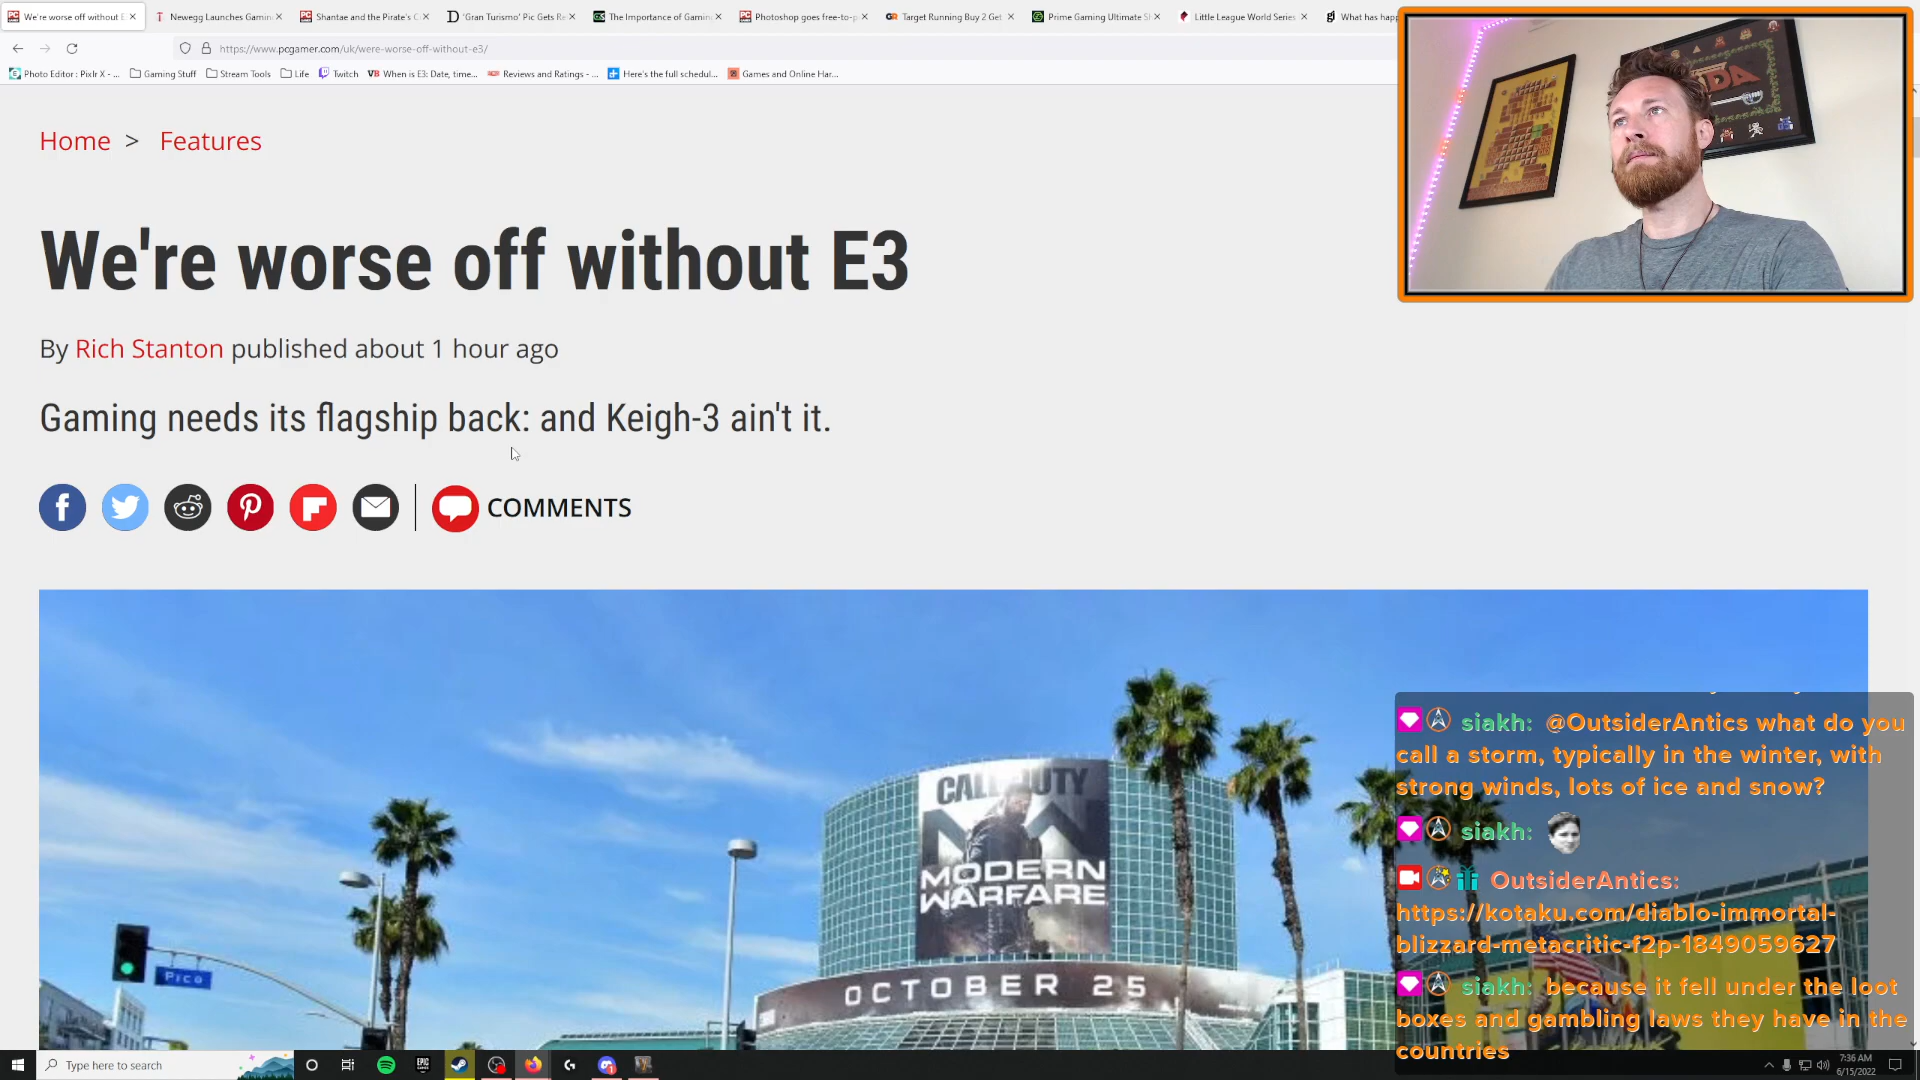 We're worse off without E
Newegg Launches Gamin
Shantae and the Pirate's C
'Gran Turismo' Pic Gets Re
The Importance of Gamin
Photoshop goes free-to-p
Target Running Buy 2 Get
Prime Gaming Ultimate S
Little League World Series
What has hap
https://www.pcgamer.com/uk/were-worse-off-without-e3/
Photo Editor : Pixlr X - ...
Gaming Stuff
Stream Tools
Life
Twitch
When is E3: Date, time...
Reviews and Ratings - ...
Here's the full schedul...
Games and Online Har...
Home > Features
We're worse off without E3
By Rich Stanton published about 1 hour ago
Gaming needs its flagship back: and Keigh-3 ain't it.
COMMENTS
CALL OF DUTY
MODERN
WARFARE
OCTOBER 25
Pico
siakh: @OutsiderAntics what do you
call a storm, typically in the winter, with
strong winds, lots of ice and snow?
siakh:
OutsiderAntics:
https://kotaku.com/diablo-immortal-
blizzard-metacritic-f2p-1849059627
siakh: because it fell under the loot
boxes and gambling laws they have in the
countries
Type here to search
7:36 AM
6/15/2022